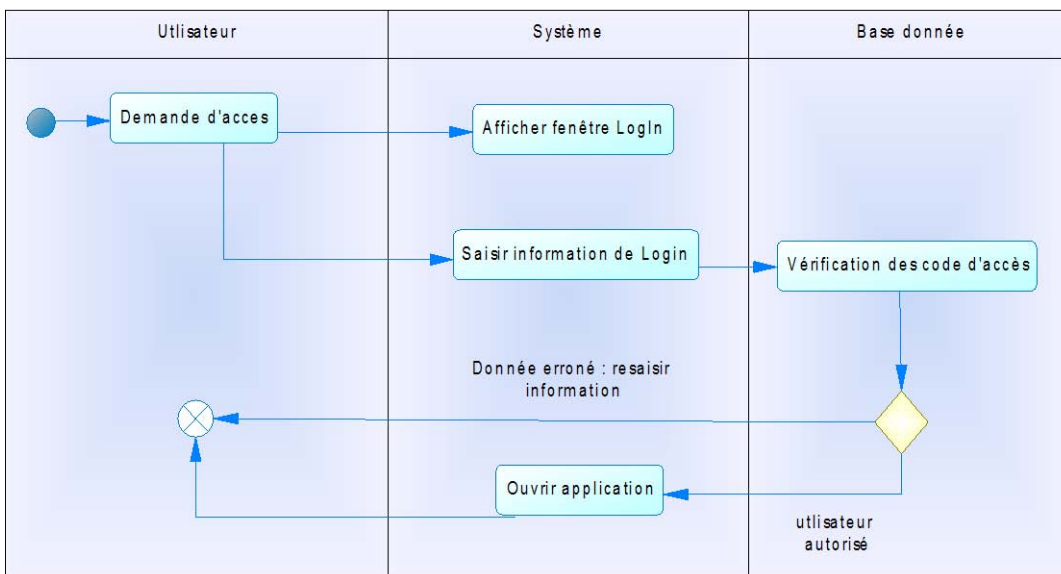 Utlisateur
Système
Base donnée
Demande d'acces
Afficher fenêtre LogIn
Saisir information de Login
Vérification des code d'accès
Donnée erroné : resaisir
information
Ouvrir application
utlisateur
autorisé